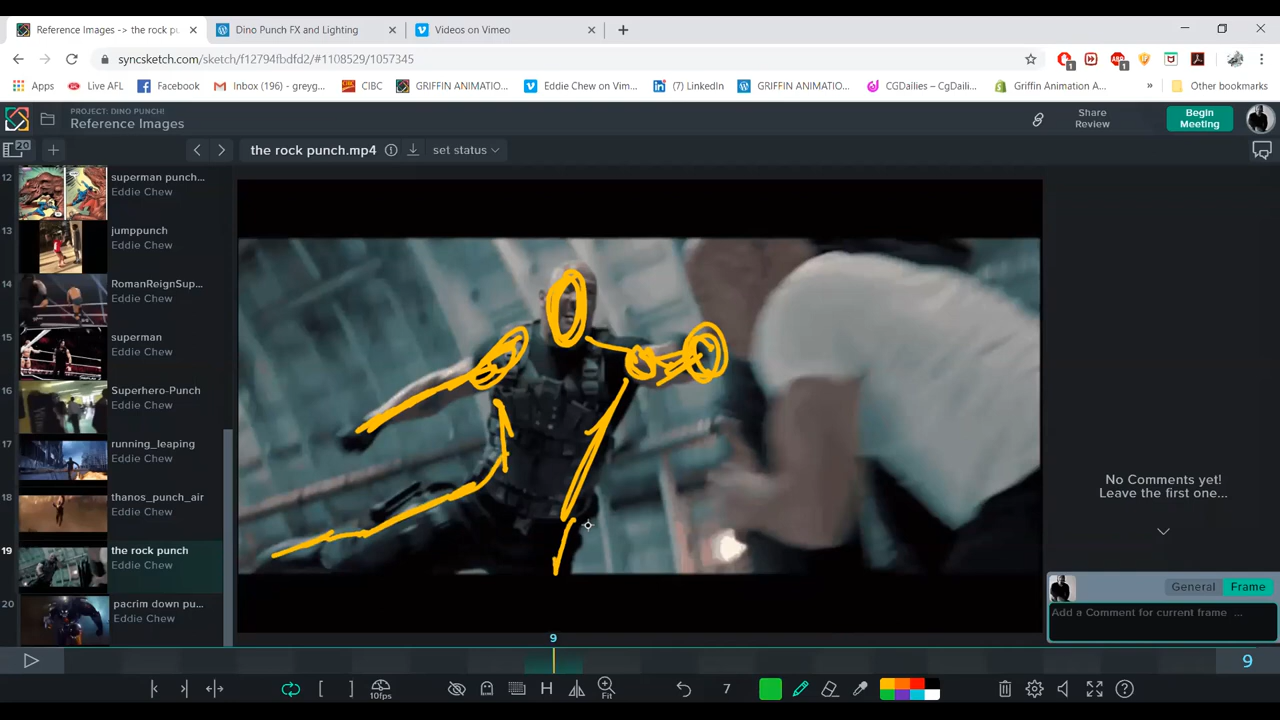 Reference Images -> the rock pu
Dino Punch FX and Lighting
Videos on Vimeo
syncsketch.com/sketch/f12794fbdfd2/#1108529/1057345
1
1
Apps
Live AFL
Facebook
Inbox (196) - greyg...
CIBC
GRIFFIN ANIMATIO...
Eddie Chew on Vim...
(7) LinkedIn
GRIFFIN ANIMATIO...
CGDailies – CgDaili...
Griffin Animation A...
»
Other bookmarks
PROJECT: DINO PUNCH!
Reference Images
Share
Review
Begin
Meeting
20
the rock punch.mp4
set status
12
superman punch...
Eddie Chew
13
jumppunch
Eddie Chew
14
RomanReignSup...
Eddie Chew
15
superman
Eddie Chew
16
Superhero-Punch
Eddie Chew
17
running_leaping
Eddie Chew
18
thanos_punch_air
Eddie Chew
19
the rock punch
Eddie Chew
20
pacrim down pu...
Eddie Chew
No Comments yet!
Leave the first one...
General
Frame
Add a Comment for current frame ...
9
9
10fps
H
Fit
7